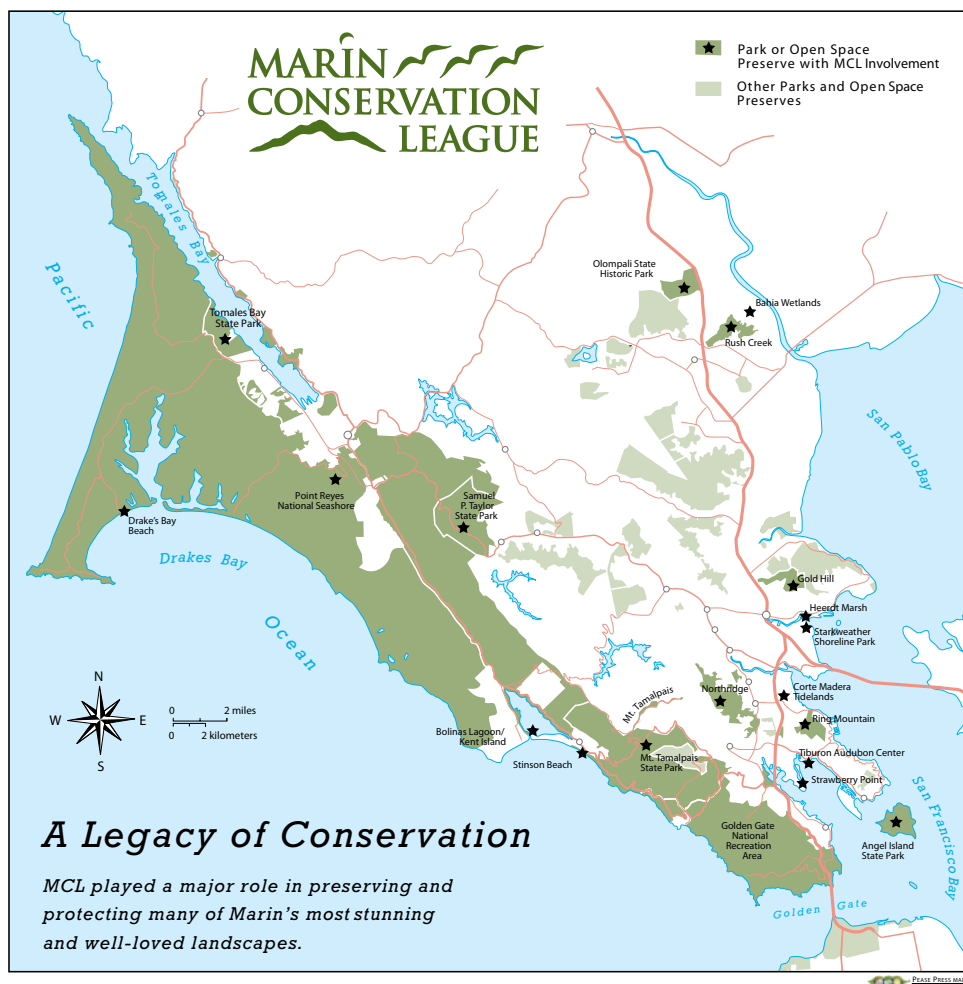 MARIN
CONSERVATION
LEAGUE
Park or Open Space
Preserve with MCL Involvement
Other Parks and Open Space
Preserves
Tomales Bay
Pacific
Olompali State
Historic Park
Bahia Wetlands
Rush Creek
Tomales Bay
State Park
San Pablo Bay
Point Reyes
National Seashore
Samuel
P. Taylor
State Park
Drake's Bay
Beach
Drakes Bay
Ocean
Gold Hill
Heerdt Marsh
Starkweather
Shoreline Park
N
W
E
S
0
2 miles
0
2 kilometers
Mt. Tamalpais
Northridge
Corte Madera
Tidelands
Ring Mountain
Bolinas Lagoon/
Kent Island
Stinson Beach
Mt. Tamalpais
State Park
Tiburon Audubon Center
Strawberry Point
San Francisco Bay
Golden Gate
National
Recreation
Area
Angel Island
State Park
Golden Gate
A Legacy of Conservation
MCL played a major role in preserving and
protecting many of Marin's most stunning
and well-loved landscapes.
PEASE PRESS